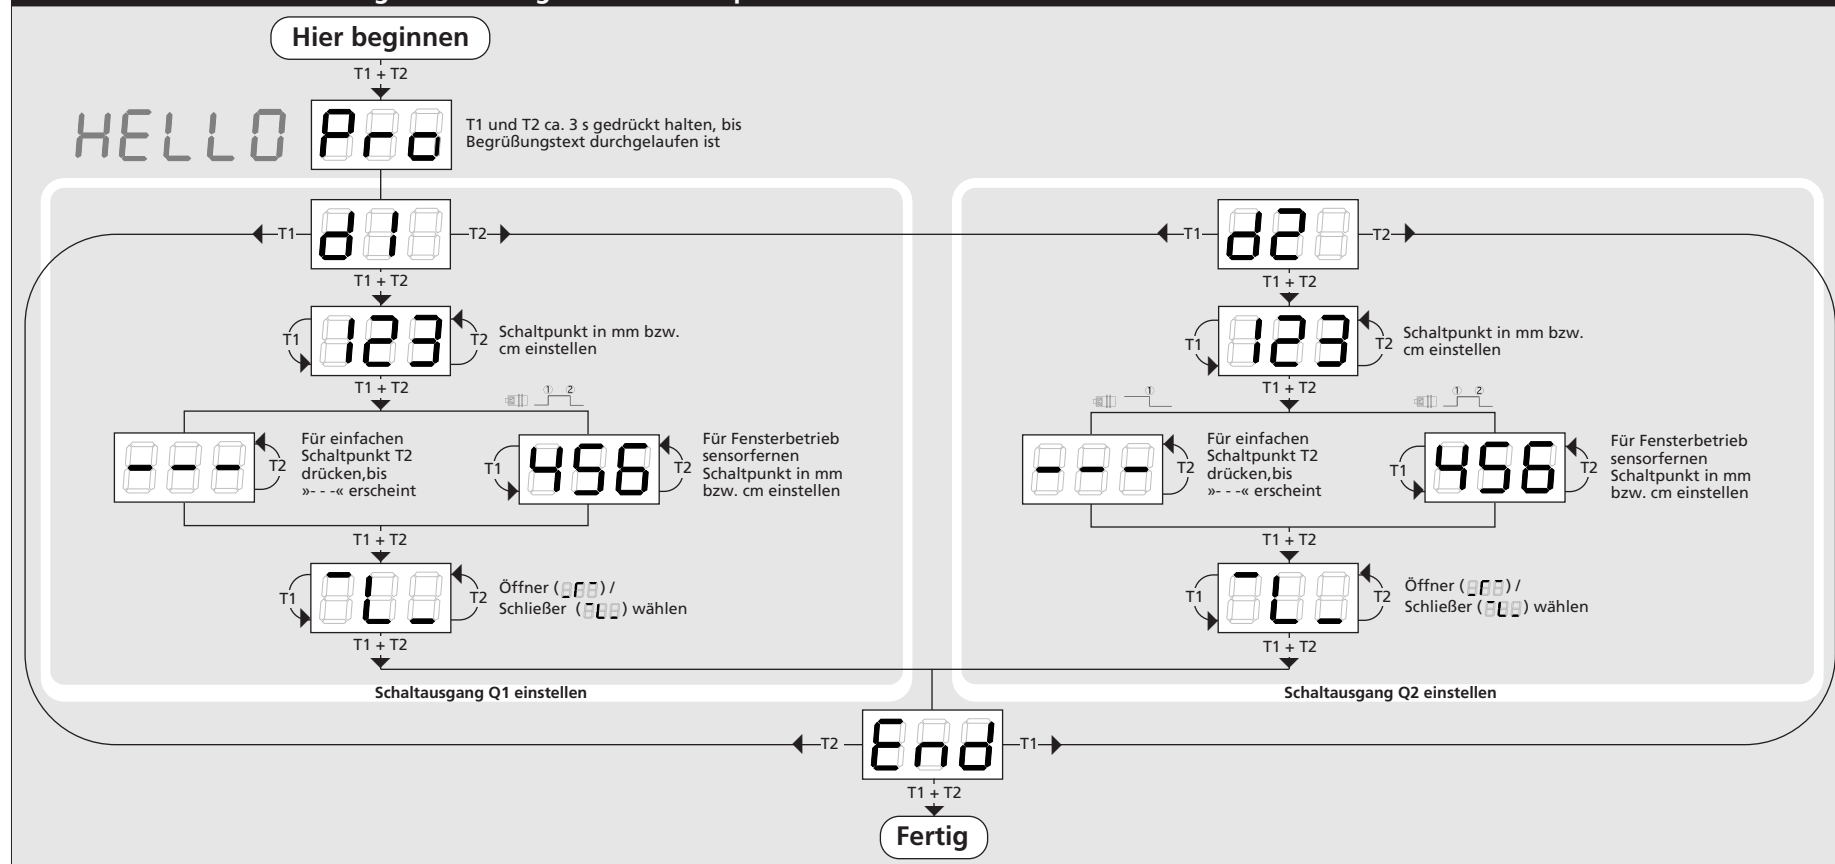 Hier beginnen
T1 + T2
HELLO
Pro
T1 und T2 ca. 3 s gedrückt halten, bis
Begrüßungstext durchgelaufen ist
T1
d1
T2
T1
d2
T2
T1 + T2
T1 + T2
T1
123
T2
Schaltpunkt in mm bzw.
cm einstellen
T1
123
T2
Schaltpunkt in mm bzw.
cm einstellen
T1 + T2
T1 + T2
1 2
1
1 2
- - -
T2
Für einfachen
Schaltpunkt T2
drücken,bis
»- - -« erscheint
T1
456
T2
Für Fensterbetrieb
sensorfernen
Schaltpunkt in mm
bzw. cm einstellen
- - -
T2
Für einfachen
Schaltpunkt T2
drücken,bis
»- - -« erscheint
T1
456
T2
Für Fensterbetrieb
sensorfernen
Schaltpunkt in mm
bzw. cm einstellen
T1 + T2
T1 + T2
T1
T2
Öffner ( ) /
Schließer ( ) wählen
T1
T2
Öffner ( ) /
Schließer ( ) wählen
T1 + T2
T1 + T2
Schaltausgang Q1 einstellen
Schaltausgang Q2 einstellen
T2
End
T1
T1 + T2
Fertig